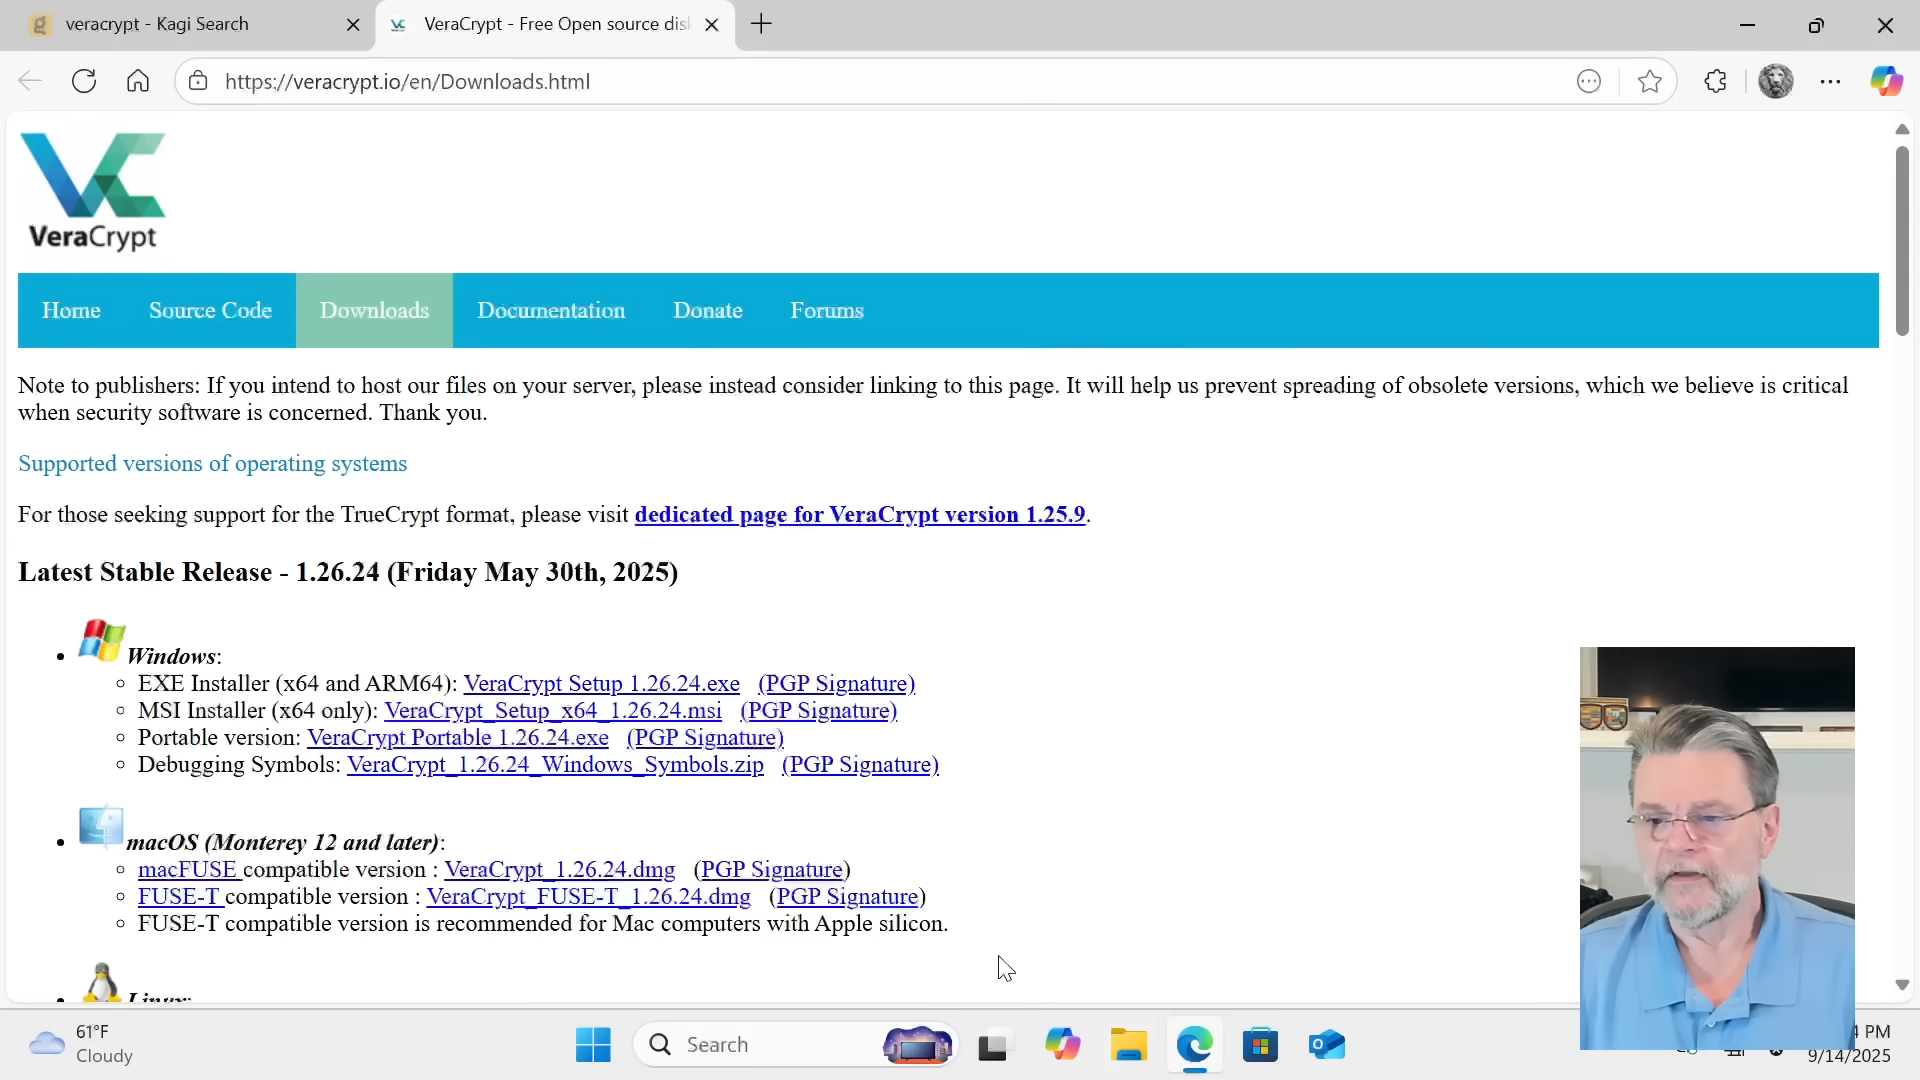 veracrypt - Kagi Search
VeraCrypt - Free Open source dis
https://veracrypt.io/en/Downloads.html
VeraCrypt
Home Source Code Downloads Documentation Donate Forums
Note to publishers: If you intend to host our files on your server, please instead consider linking to this page. It will help us prevent spreading of obsolete versions, which we believe is critical
when security software is concerned. Thank you.
Supported versions of operating systems
For those seeking support for the TrueCrypt format, please visit dedicated page for VeraCrypt version 1.25.9.
Latest Stable Release - 1.26.24 (Friday May 30th, 2025)
Windows:
EXE Installer (x64 and ARM64): VeraCrypt Setup 1.26.24.exe (PGP Signature)
MSI Installer (x64 only): VeraCrypt_Setup_x64_1.26.24.msi (PGP Signature)
Portable version: VeraCrypt Portable 1.26.24.exe (PGP Signature)
Debugging Symbols: VeraCrypt_1.26.24_Windows_Symbols.zip (PGP Signature)
macOS (Monterey 12 and later):
macFUSE compatible version : VeraCrypt_1.26.24.dmg (PGP Signature)
FUSE-T compatible version : VeraCrypt_FUSE-T_1.26.24.dmg (PGP Signature)
FUSE-T compatible version is recommended for Mac computers with Apple silicon.
Linux:
61°F
Cloudy
Search
4 PM
9/14/2025